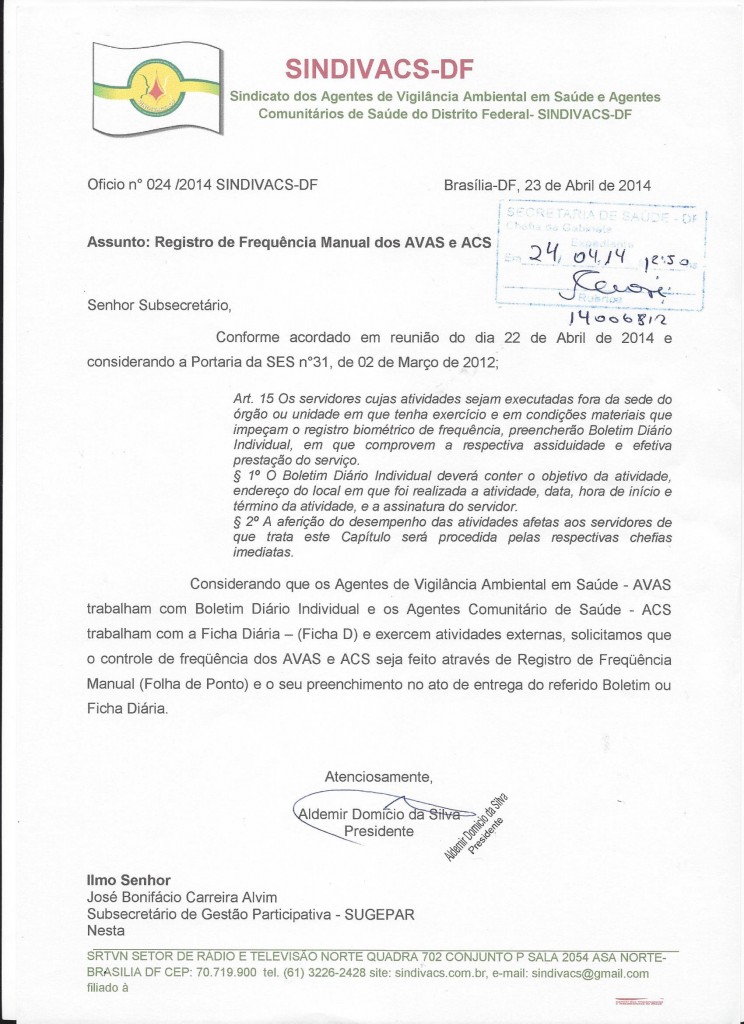 SINDIVACS-DF
Sindicato dos Agentes de Vigilância Ambiental em Saúde e Agentes
Comunitários de Saúde do Distrito Federal- SINDIVACS-DF
Oficio n° 024 /2014 SINDIVACS-DF Brasília-DF, 23 de Abril de 2014
SECRETARIA DE SAÚDE - DF
Chefia de Gabinete
Expediente
Em 24, 04, 14 12:50
Assunto: Registro de Frequência Manual dos AVAS e ACS
Rubrica
14006812
Senhor Subsecretário,
Conforme acordado em reunião do dia 22 de Abril de 2014 e
considerando a Portaria da SES n°31, de 02 de Março de 2012;
Art. 15 Os servidores cujas atividades sejam executadas fora da sede do
órgão ou unidade em que tenha exercício e em condições materiais que
impeçam o registro biométrico de frequência, preencherão Boletim Diário
Individual, em que comprovem a respectiva assiduidade e efetiva
prestação do serviço.
§ 1º O Boletim Diário Individual deverá conter o objetivo da atividade,
endereço do local em que foi realizada a atividade, data, hora de início e
término da atividade, e a assinatura do servidor.
§ 2º A aferição do desempenho das atividades afetas aos servidores de
que trata este Capítulo será procedida pelas respectivas chefias
imediatas.
Considerando que os Agentes de Vigilância Ambiental em Saúde - AVAS
trabalham com Boletim Diário Individual e os Agentes Comunitário de Saúde - ACS
trabalham com a Ficha Diária – (Ficha D) e exercem atividades externas, solicitamos que
o controle de freqüência dos AVAS e ACS seja feito através de Registro de Freqüência
Manual (Folha de Ponto) e o seu preenchimento no ato de entrega do referido Boletim ou
Ficha Diária.
Atenciosamente,
Aldemir Domicio da Silva
Presidente
Aldemir Domicio da Silva
Presidente
Ilmo Senhor
José Bonifácio Carreira Alvim
Subsecretário de Gestão Participativa - SUGEPAR
Nesta
SRTVN SETOR DE RÁDIO E TELEVISÃO NORTE QUADRA 702 CONJUNTO P SALA 2054 ASA NORTE-
BRASILIA DF CEP: 70.719.900 tel. (61) 3226-2428 site: sindivacs.com.br, e-mail: sindivacs@gmail.com
filiado à